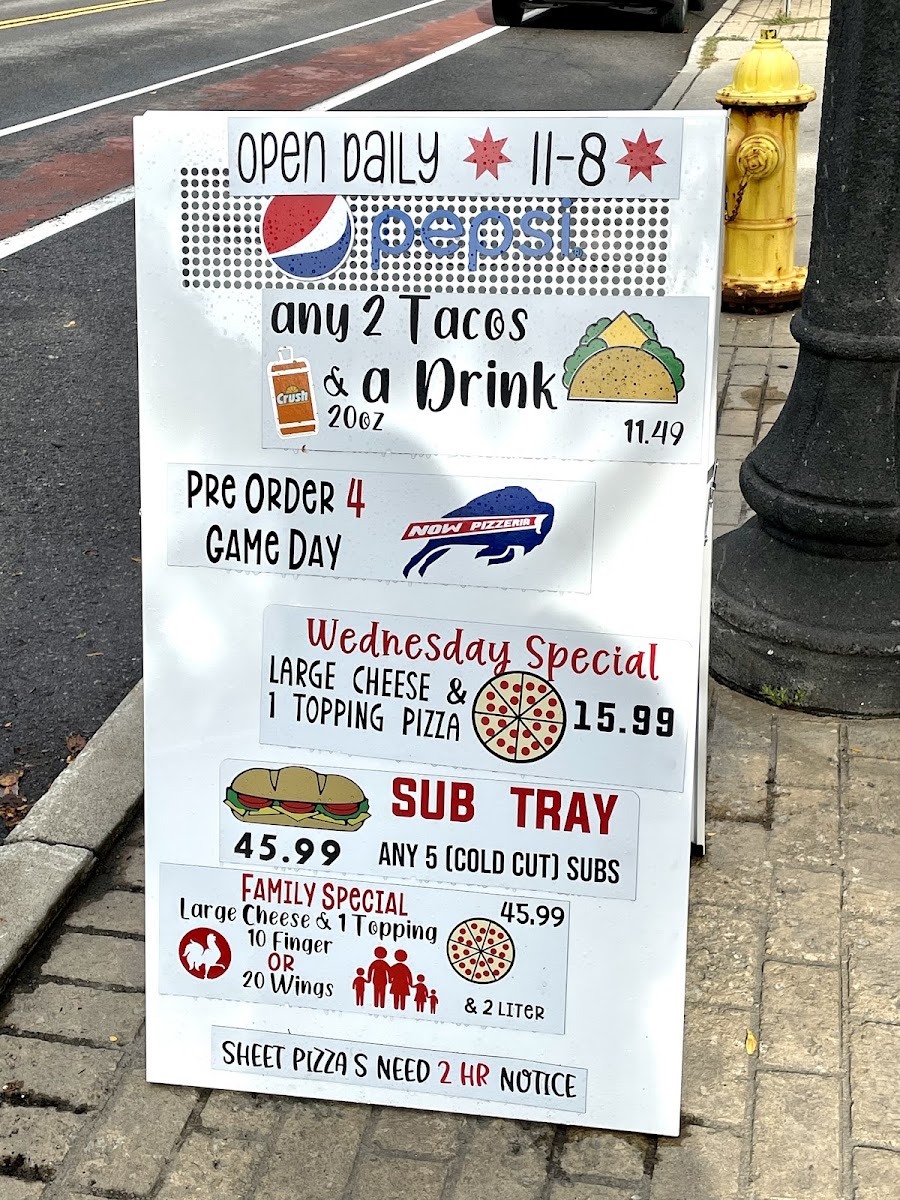 OPEN DAILY 11-8
pepsi®
any 2 Tacos
& a Drink
Crush
20oz
11.49
PRE ORDER 4
GAME DAY
NOW PIZZERIA
Wednesday Special
LARGE CHEESE &
1 TOPPING PIZZA
15.99
SUB TRAY
45.99 ANY 5 (COLD CUT) SUBS
FAMILY SPECIAL
45.99
Large Cheese & 1 Topping
10 Finger
OR
20 Wings
& 2 LITER
SHEET PIZZA S NEED 2 HR NOTICE